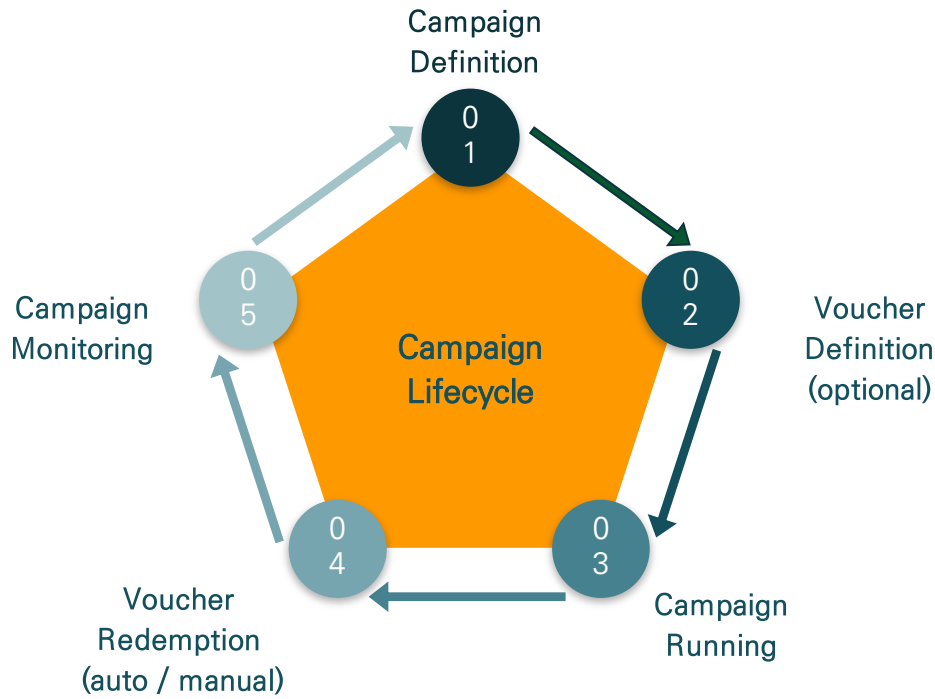 Campaign
Definition
0
1
0
2
Voucher
Definition
(optional)
0
3
Campaign
Running
0
4
Voucher
Redemption
(auto / manual)
0
5
Campaign
Monitoring
Campaign
Lifecycle